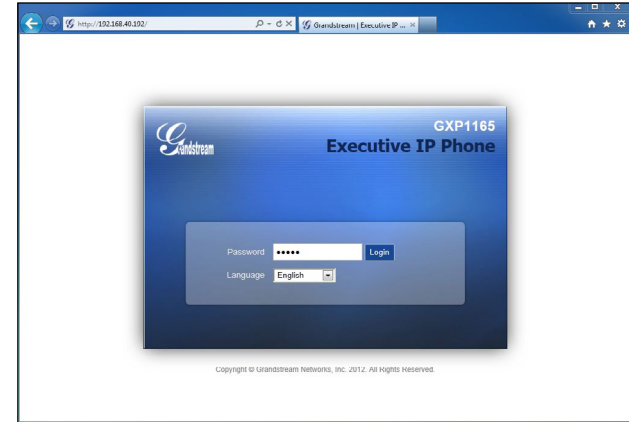 http://192.168.40.192/
Grandstream | Executive IP ...
Grandstream
GXP1165
Executive IP Phone
Password ••••• Login
Language English
Copyright © Grandstream Networks, Inc. 2012. All Rights Reserved.